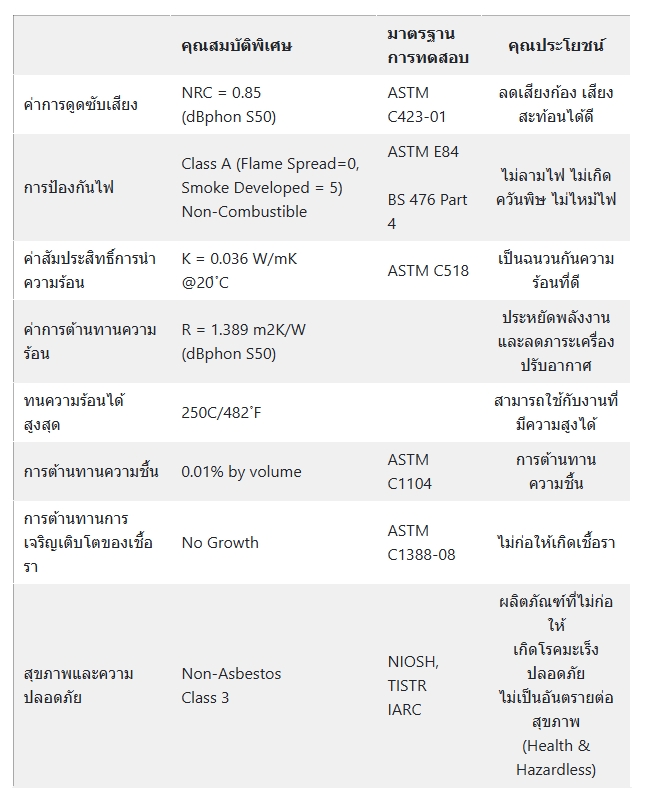 คุณสมบัติพิเศษ
มาตรฐาน
การทดสอบ
คุณประโยชน์
ค่าการดูดซับเสียง
NRC = 0.85
(dBphon S50)
ASTM
C423-01
ลดเสียงก้อง เสียง
สะท้อนได้ดี
การป้องกันไฟ
Class A (Flame Spread=0,
Smoke Developed = 5)
Non-Combustible
ASTM E84
BS 476 Part
4
ไม่ลามไฟ ไม่เกิด
ควันพิษ ไม่ไหม้ไฟ
ค่าสัมประสิทธิ์การนำ
ความร้อน
K = 0.036 W/mK
@20˚C
ASTM C518
เป็นฉนวนกันความ
ร้อนที่ดี
ค่าการต้านทานความ
ร้อน
R = 1.389 m2K/W
(dBphon S50)
ประหยัดพลังงาน
และลดภาระเครื่อง
ปรับอากาศ
ทนความร้อนได้
สูงสุด
250C/482˚F
สามารถใช้กับงานที่
มีความสูงได้
การต้านทานความชื้น
0.01% by volume
ASTM
C1104
การต้านทาน
ความชื้น
การต้านทานการ
เจริญเติบโตของเชื้อ
รา
No Growth
ASTM
C1388-08
ไม่ก่อให้เกิดเชื้อรา
สุขภาพและความ
ปลอดภัย
Non-Asbestos
Class 3
NIOSH,
TISTR
IARC
ผลิตภัณฑ์ที่ไม่ก่อ
ให้
เกิดโรคมะเร็ง
ปลอดภัย
ไม่เป็นอันตรายต่อ
สุขภาพ
(Health &
Hazardless)